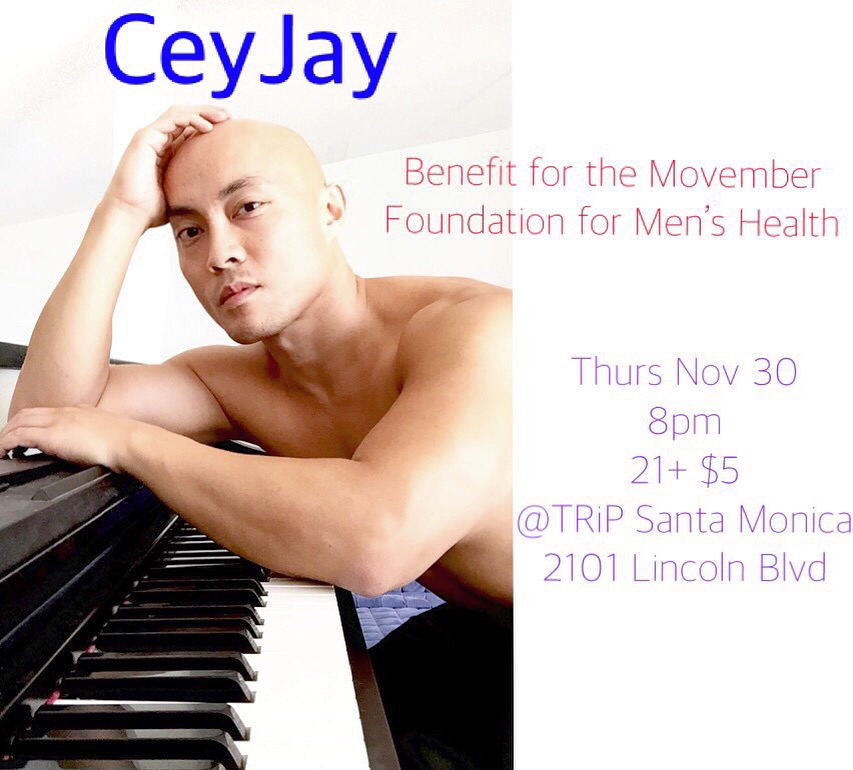 CeyJay
Benefit for the Movember
Foundation for Men’s Health
Thurs Nov 30
8pm
21+ $5
@TRiP Santa Monica
2101 Lincoln Blvd